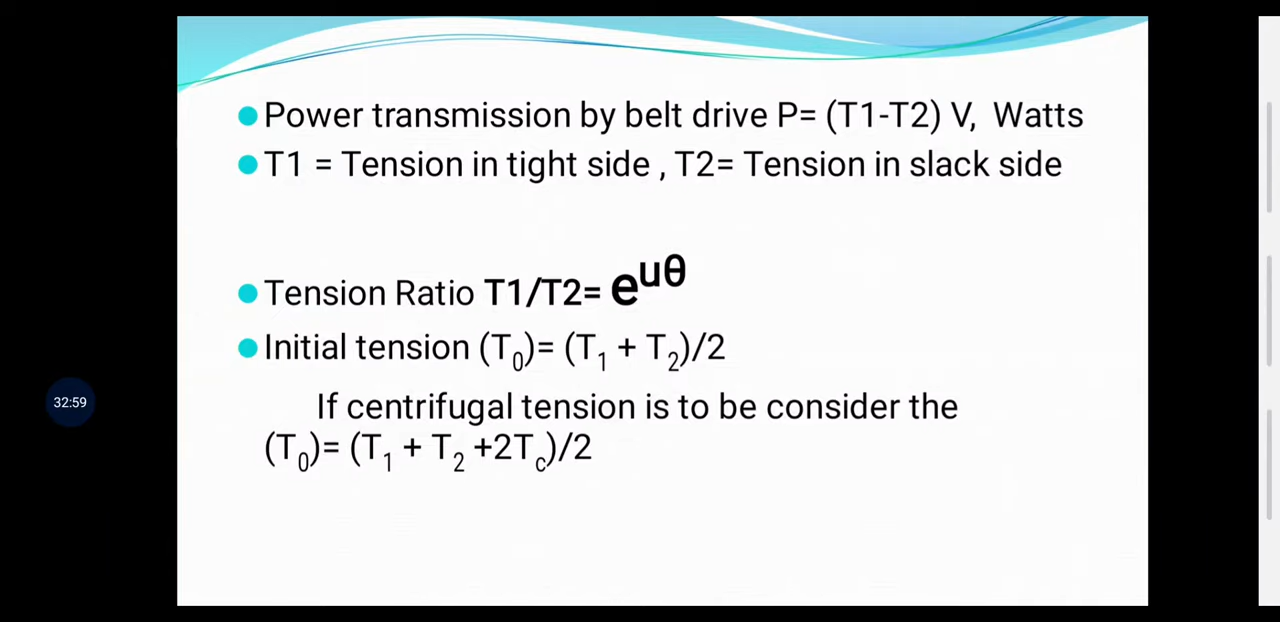 Power transmission by belt drive P= (T1-T2) V, Watts
T1 = Tension in tight side , T2= Tension in slack side
Tension Ratio T1/T2= e^uθ
Initial tension (T₀)= (T₁ + T₂)/2
If centrifugal tension is to be consider the
(T₀)= (T₁ + T₂ +2T꜀)/2
32:59